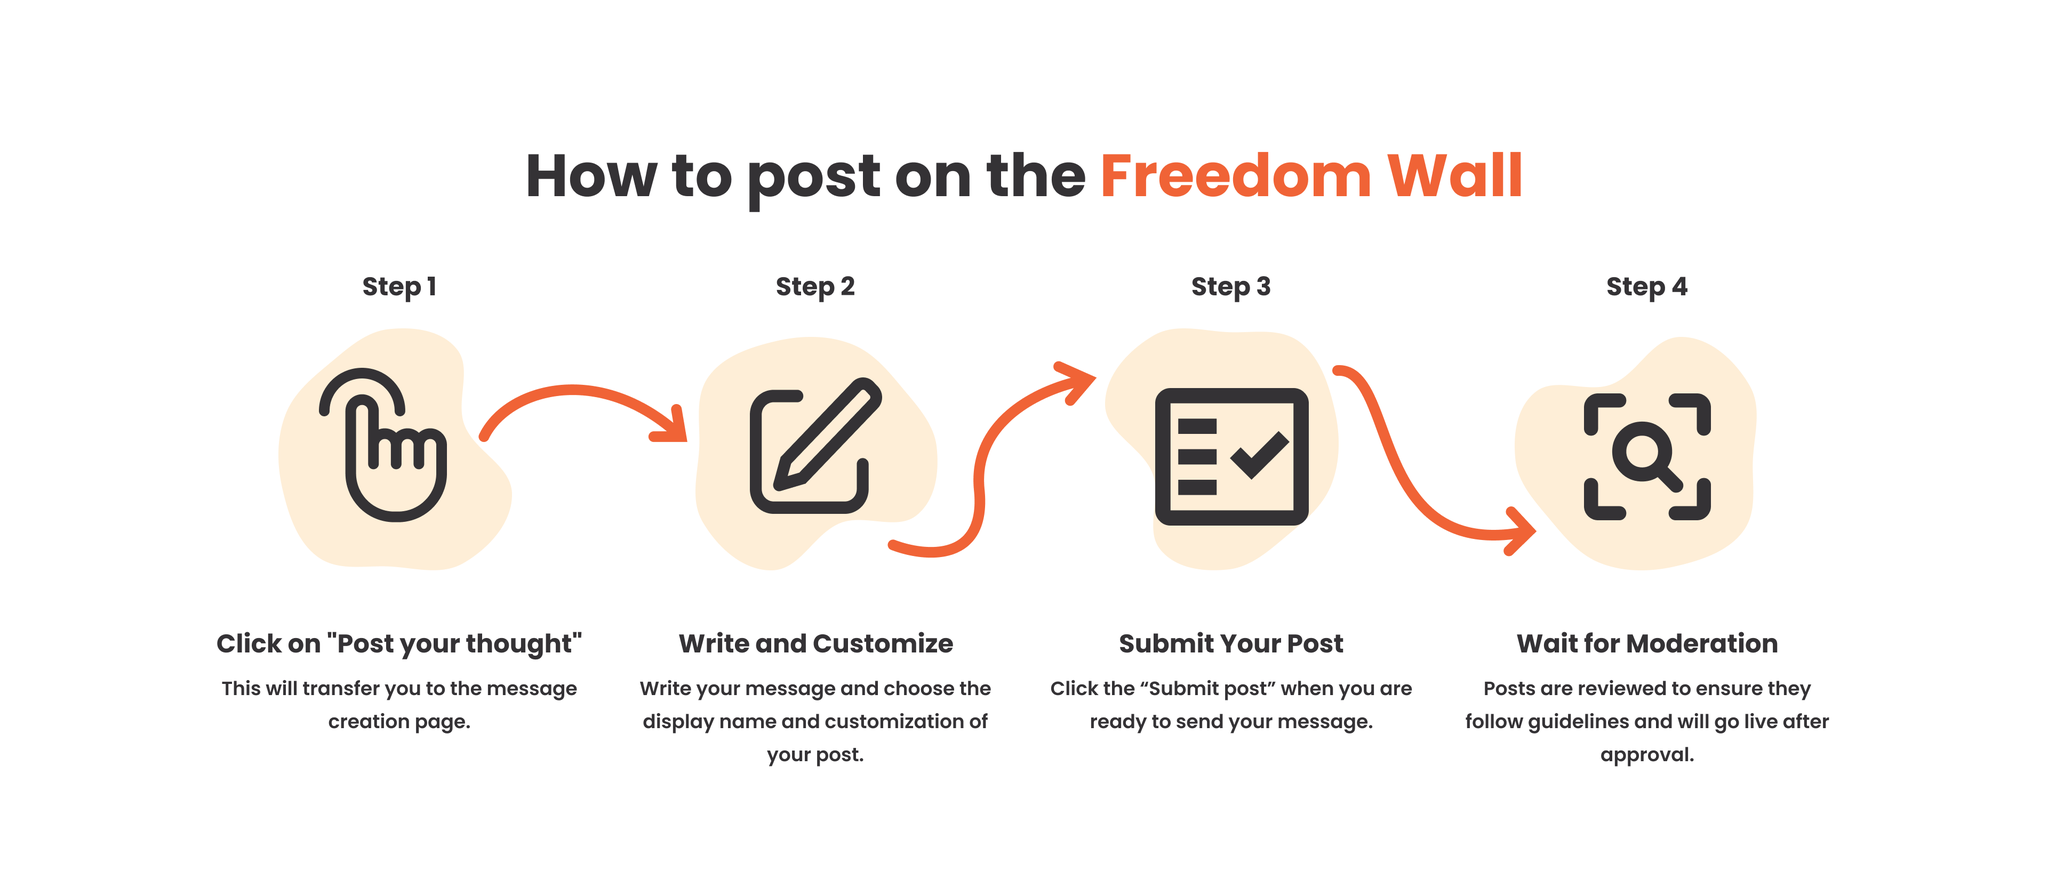 How to post on the Freedom Wall
Step 1
Step 2
Step 3
Step 4
Click on "Post your thought"
This will transfer you to the message
creation page.
Write and Customize
Write your message and choose the
display name and customization of
your post.
Submit Your Post
Click the “Submit post” when you are
ready to send your message.
Wait for Moderation
Posts are reviewed to ensure they
follow guidelines and will go live after
approval.